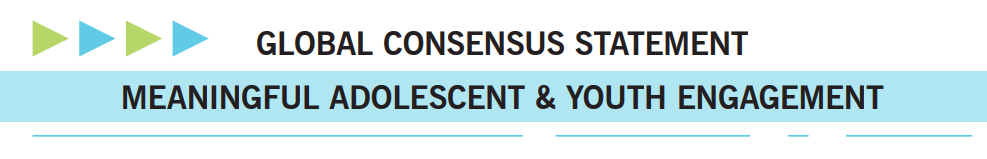 GLOBAL CONSENSUS STATEMENT
MEANINGFUL ADOLESCENT & YOUTH ENGAGEMENT